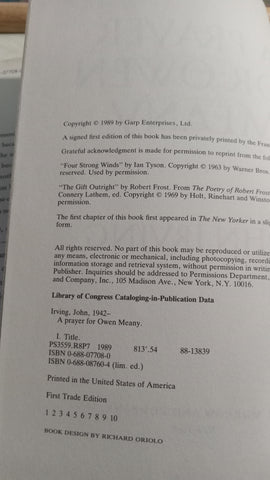 Copyright © 1989 by Garp Enterprises, Ltd.
A signed first edition of this book has been privately printed by the
Grateful acknowledgment is made for permission to reprint from the
"Four Strong Winds" by Ian Tyson. Copyright © 1963 by Warner Bros.
reserved. Used by permission.
"The Gift Outright" by Robert Frost. From The Poetry of Robert Frost
Connery Lathem, ed. Copyright © 1969 by Holt, Rinehart and
permission.
The first chapter of this book first appeared in The New Yorker in a
form.
All rights reserved. No part of this book may be reproduced or
any means, electronic or mechanical, including photocopying,
information storage and retrieval system, without permission in
Publisher. Inquiries should be addressed to Permissions Department,
and Company, Inc., 105 Madison Ave., New York, N.Y. 10016.
Library of Congress Cataloging-in-Publication Data
Irving, John, 1942–
A prayer for Owen Meany.
I. Title.
PS3559.R8P7 1989 813'.54 88-13839
ISBN 0-688-07708-0
ISBN 0-688-08760-4 (lim. ed.)
Printed in the United States of America
First Trade Edition
1 2 3 4 5 6 7 8 9 10
BOOK DESIGN BY RICHARD ORIOLO